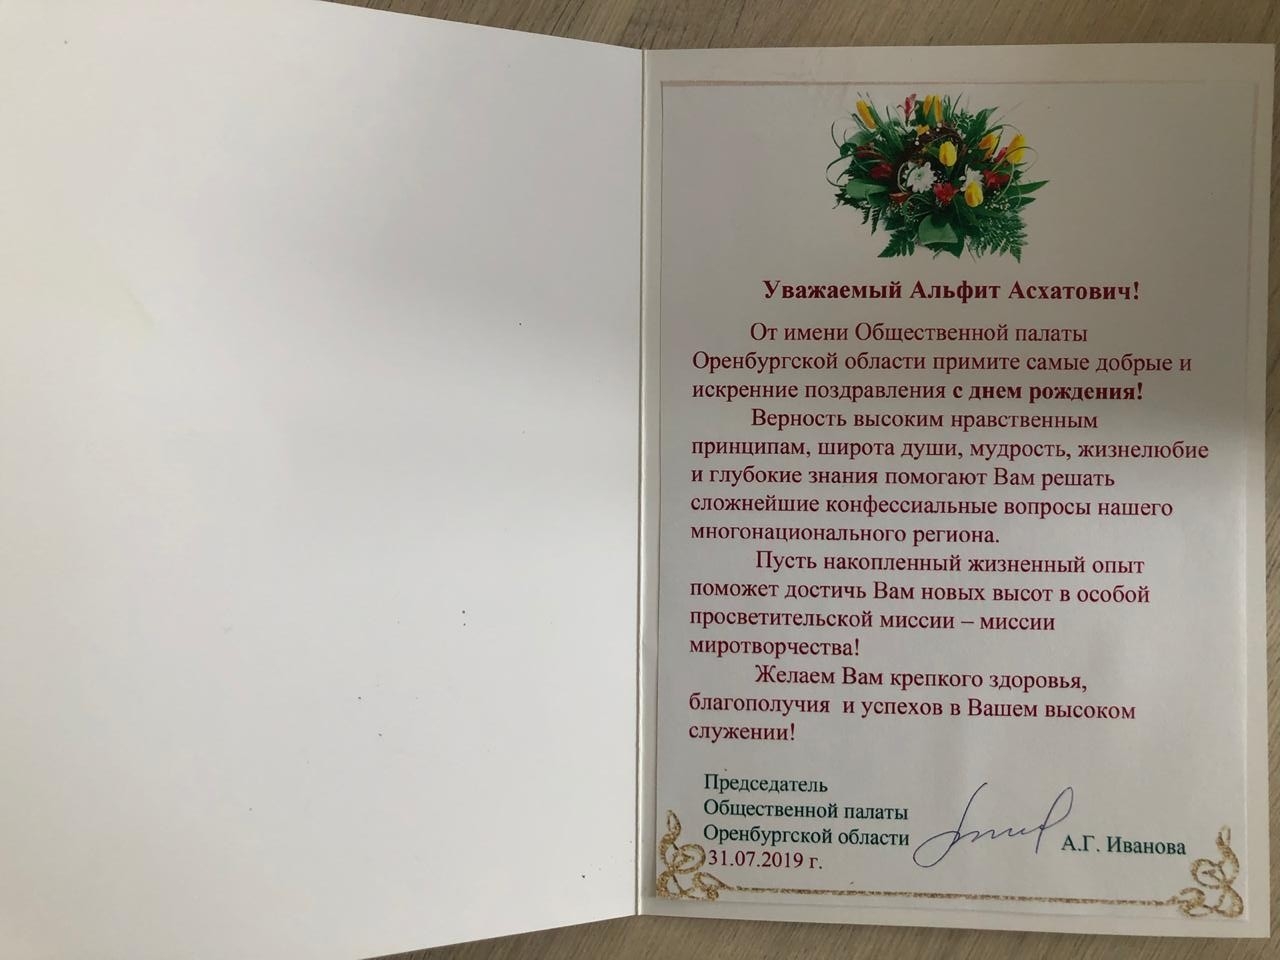 Уважаемый Альфит Асхатович!
От имени Общественной палаты
Оренбургской области примите самые добрые и
искренние поздравления с днем рождения!
Верность высоким нравственным
принципам, широта души, мудрость, жизнелюбие
и глубокие знания помогают Вам решать
сложнейшие конфессиальные вопросы нашего
многонационального региона.
Пусть накопленный жизненный опыт
поможет достичь Вам новых высот в особой
просветительской миссии – миссии
миротворчества!
Желаем Вам крепкого здоровья,
благополучия и успехов в Вашем высоком
служении!
Председатель
Общественной палаты
Оренбургской области А.Г. Иванова
31.07.2019 г.